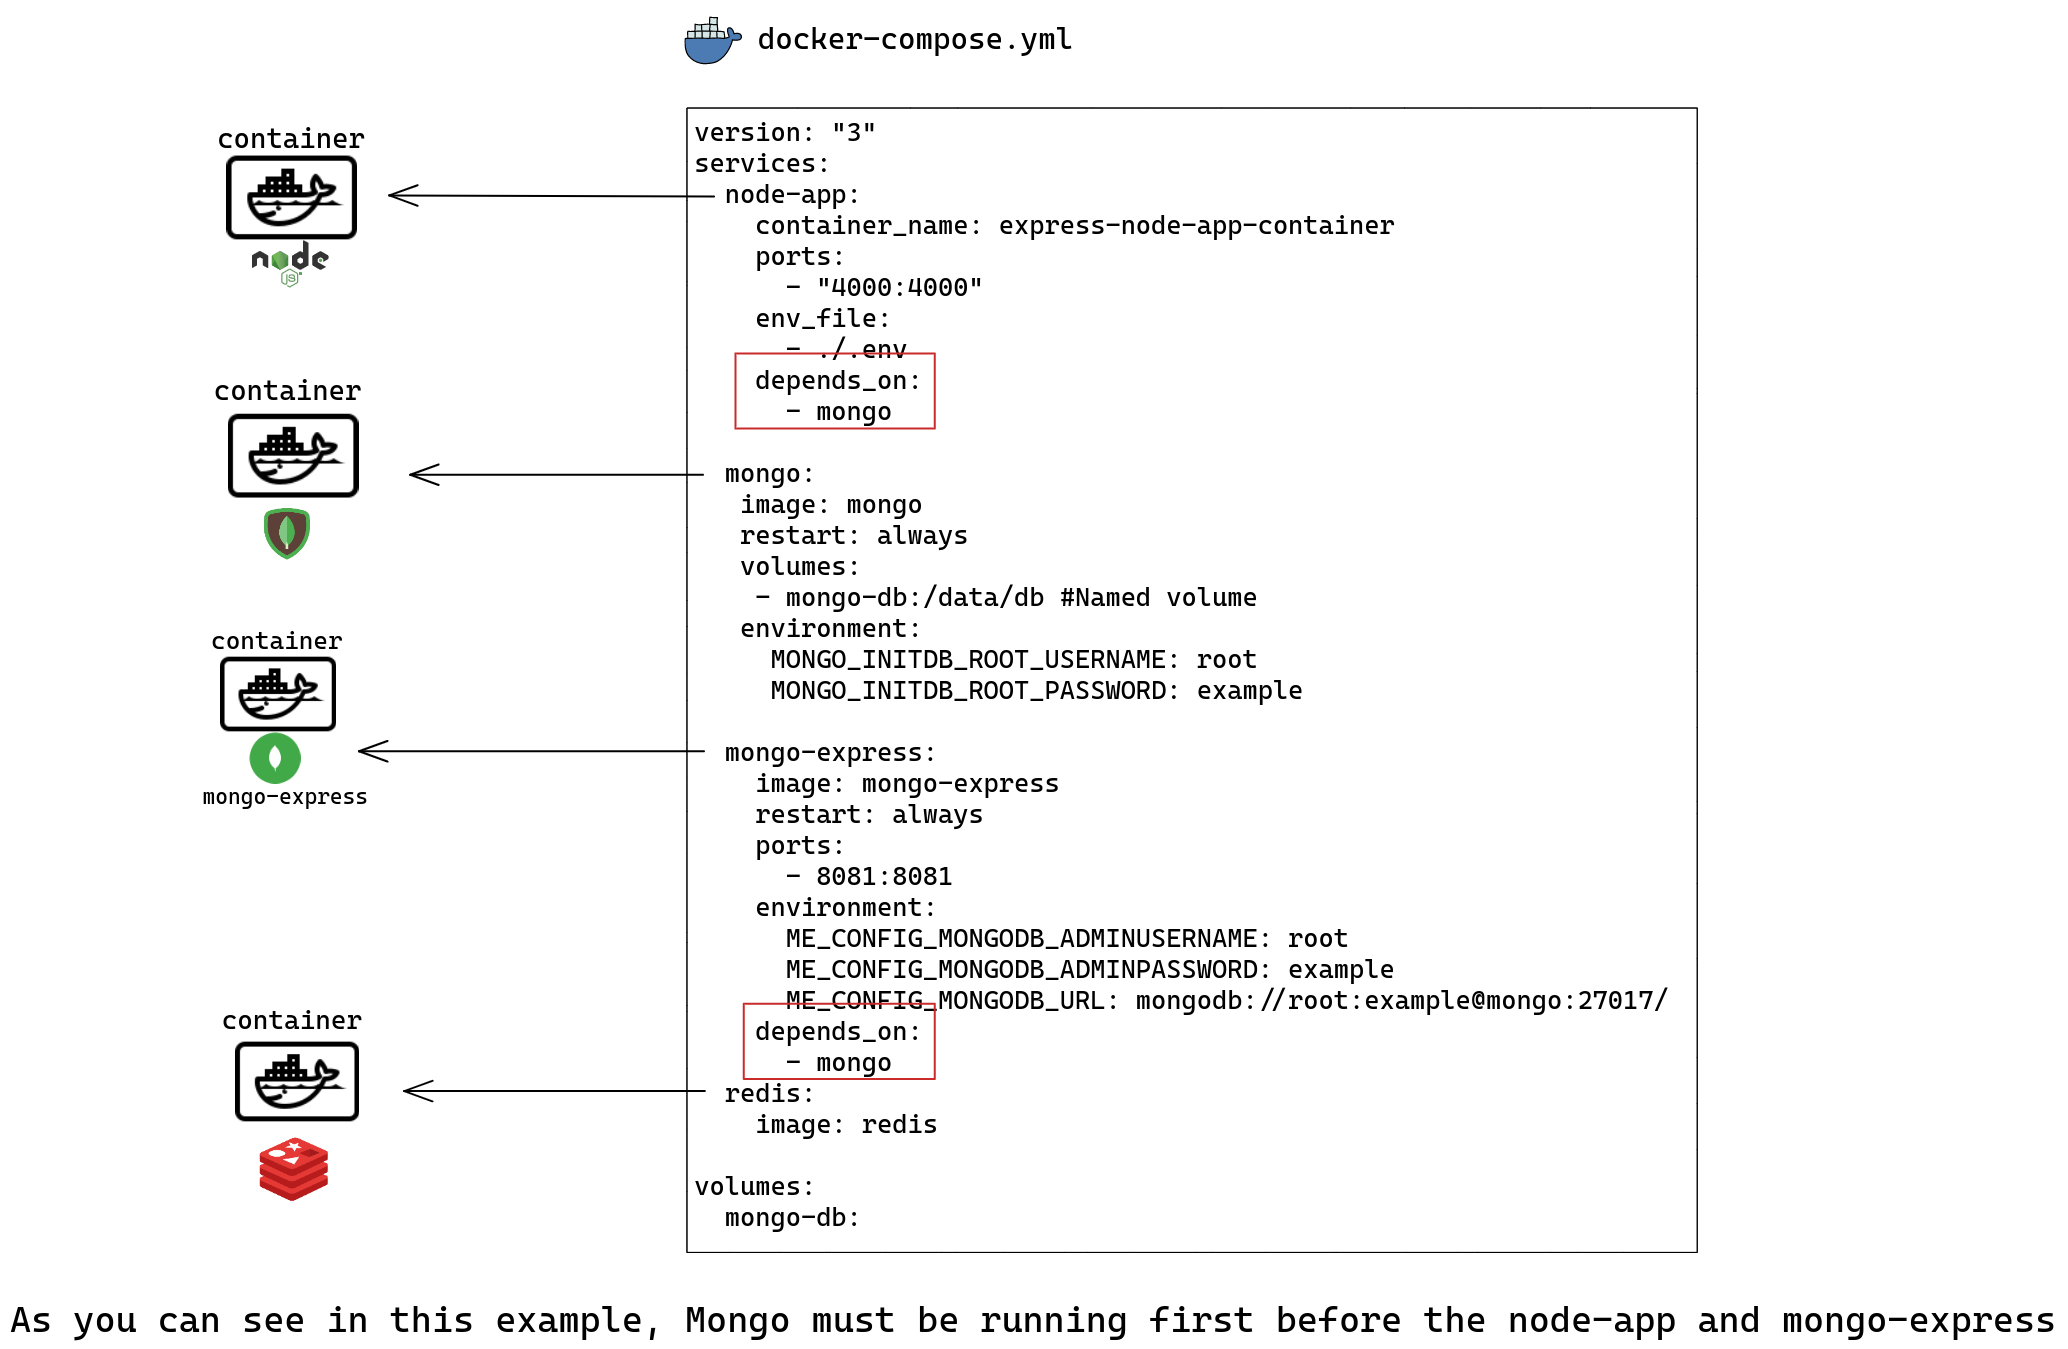 docker-compose.yml
container
node
JS
container
container
mongo-express
container
version: "3"
services:
  node-app:
    container_name: express-node-app-container
    ports:
      - "4000:4000"
    env_file:
      - ./.env
    depends_on:
      - mongo
  mongo:
   image: mongo
   restart: always
   volumes:
    - mongo-db:/data/db #Named volume
   environment:
     MONGO_INITDB_ROOT_USERNAME: root
     MONGO_INITDB_ROOT_PASSWORD: example
  mongo-express:
    image: mongo-express
    restart: always
    ports:
      - 8081:8081
    environment:
      ME_CONFIG_MONGODB_ADMINUSERNAME: root
      ME_CONFIG_MONGODB_ADMINPASSWORD: example
      ME_CONFIG_MONGODB_URL: mongodb://root:example@mongo:27017/
    depends_on:
      - mongo
  redis:
    image: redis
volumes:
  mongo-db:
As you can see in this example, Mongo must be running first before the node-app and mongo-express